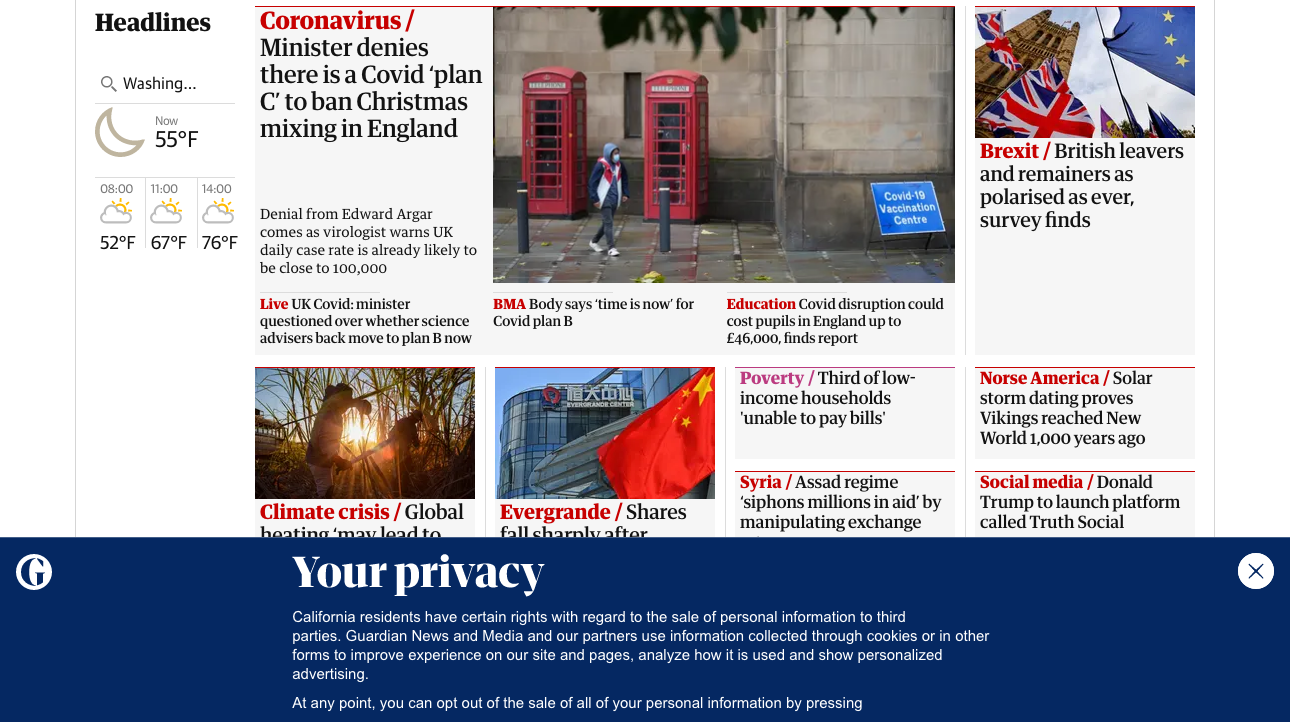 Headlines
Washing...
Now
55°F
08:00
11:00
14:00
52°F
67°F
76°F
Coronavirus /
Minister denies
there is a Covid ‘plan
C’ to ban Christmas
mixing in England
Denial from Edward Argar
comes as virologist warns UK
daily case rate is already likely to
be close to 100,000
TELEPHONE
TELEPHONE
Covid-19
Vaccination
Centre
Live UK Covid: minister
questioned over whether science
advisers back move to plan B now
BMA Body says ‘time is now’ for
Covid plan B
Education Covid disruption could
cost pupils in England up to
£46,000, finds report
Brexit / British leavers
and remainers as
polarised as ever,
survey finds
Climate crisis / Global
heating ‘may lead to
恒大中心
EVERGRANDE CENTER
Evergrande / Shares
fall sharply after
Poverty / Third of low-
income households
'unable to pay bills'
Syria / Assad regime
‘siphons millions in aid’ by
manipulating exchange
Norse America / Solar
storm dating proves
Vikings reached New
World 1,000 years ago
Social media / Donald
Trump to launch platform
called Truth Social
G
Your privacy
California residents have certain rights with regard to the sale of personal information to third
parties. Guardian News and Media and our partners use information collected through cookies or in other
forms to improve experience on our site and pages, analyze how it is used and show personalized
advertising.
At any point, you can opt out of the sale of all of your personal information by pressing